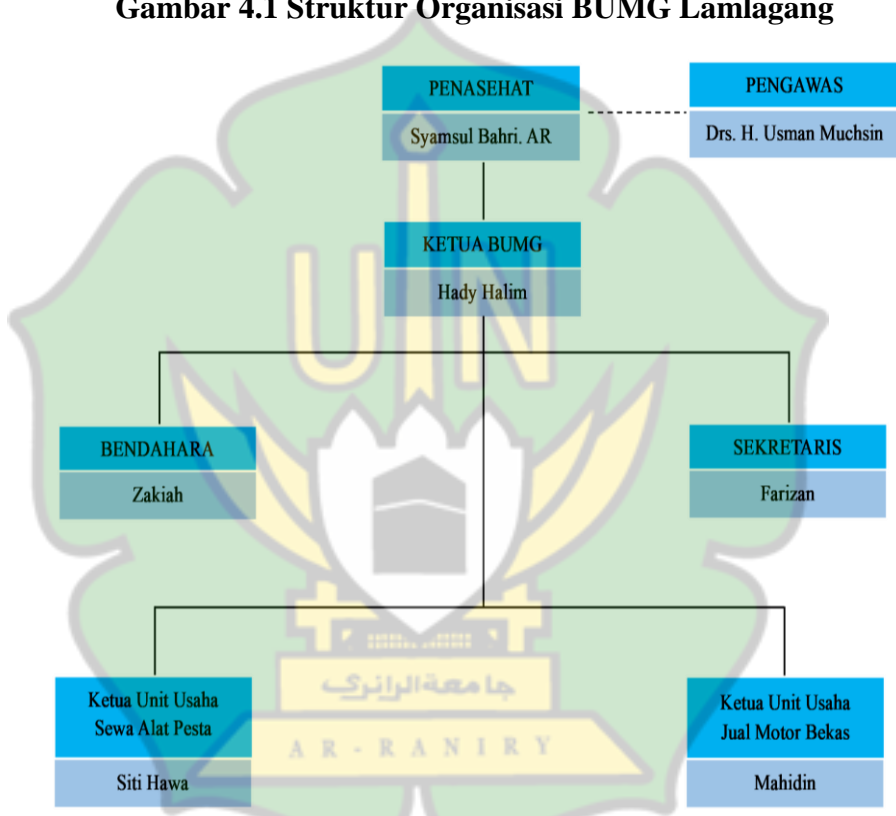 Gambar 4.1 Struktur Organisasi BUMG Lamlagang
PENASEHAT
Syamsul Bahri. AR
PENGAWAS
Drs. H. Usman Muchsin
KETUA BUMG
Hady Halim
BENDAHARA
Zakiah
SEKRETARIS
Farizan
Ketua Unit Usaha
Sewa Alat Pesta
Siti Hawa
Ketua Unit Usaha
Jual Motor Bekas
Mahidin
UIN
جامعة الرانري
AR-RANIRY